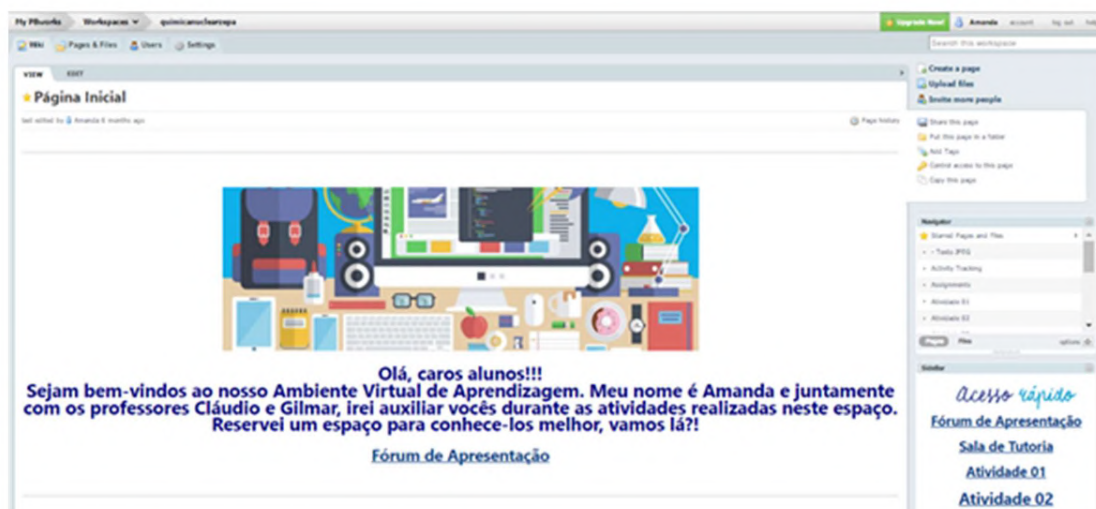 My PBworks Workspaces quimicanuclearcepa Upgrade Now! Amanda account log out help
Wiki Pages & Files Users Settings Search this workspace
VIEW EDIT
Página Inicial
last edited by Amanda 6 months ago Page history
Olá, caros alunos!!!
Sejam bem-vindos ao nosso Ambiente Virtual de Aprendizagem. Meu nome é Amanda e juntamente
com os professores Cláudio e Gilmar, irei auxiliar vocês durante as atividades realizadas neste espaço.
Reservei um espaço para conhece-los melhor, vamos lá?!
Fórum de Apresentação
Create a page
Upload files
Invite more people
Share this page
Put this page in a folder
Add Tags
Control access to this page
Copy this page
Navigator
Starred Pages and Files
- Texto JPEG
Activity Tracking
Assignments
Atividade 01
Atividade 02
Pages Files options
SideBar
Acesso rápido
Fórum de Apresentação
Sala de Tutoria
Atividade 01
Atividade 02